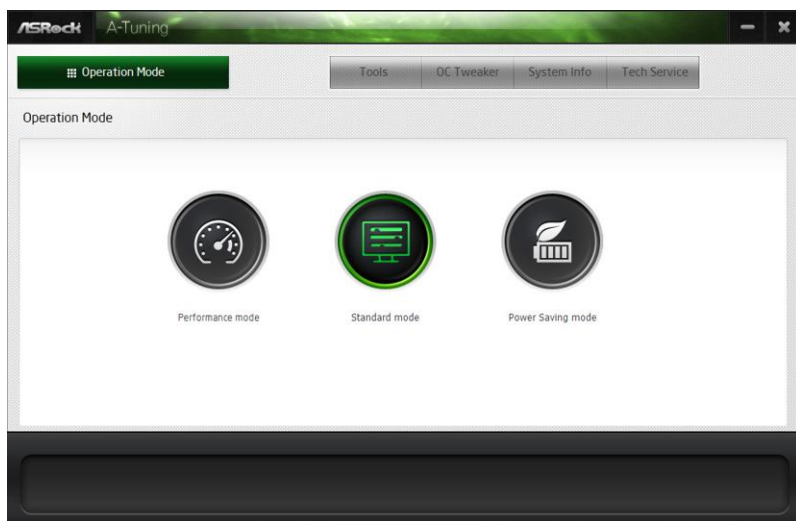 ASRock A-Tuning
Operation Mode Tools OC Tweaker System Info Tech Service
Operation Mode
Performance mode Standard mode Power Saving mode